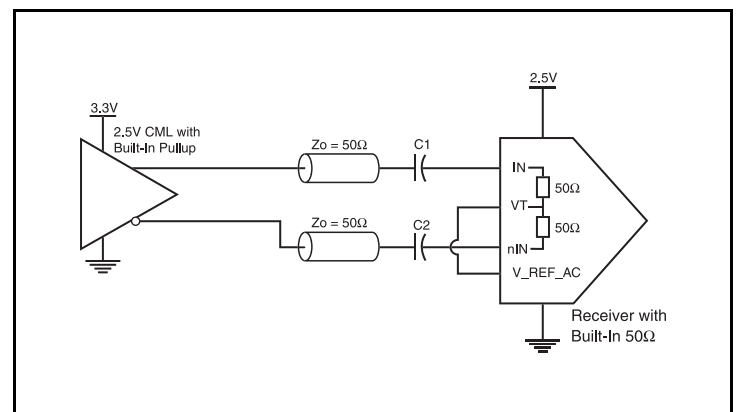 2.5V
3.3V
2.5V CML with
Built-In Pullup
Zo = 50Ω
C1
IN
50Ω
VT
Zo = 50Ω
C2
50Ω
nIN
V_REF_AC
Receiver with
Built-In 50Ω